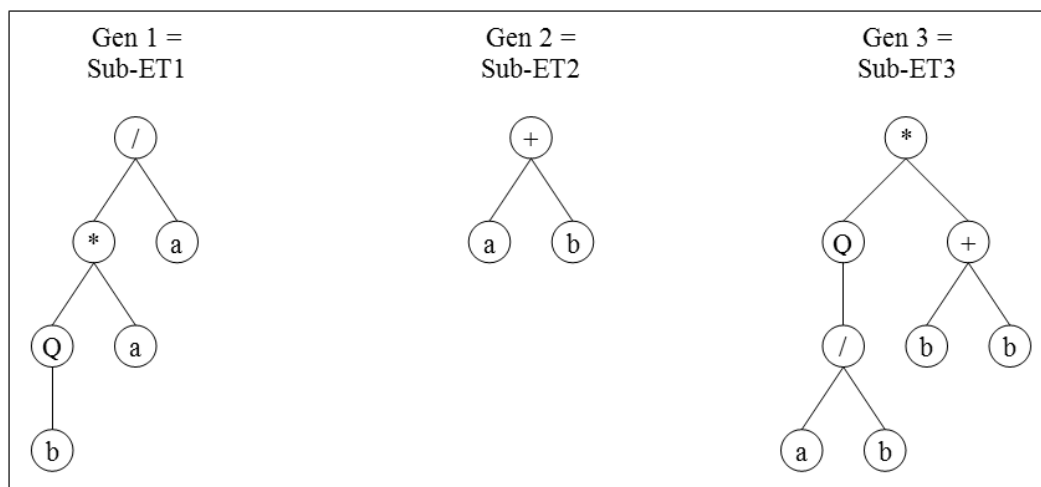 Gen 1 =
Sub-ET1
Gen 2 =
Sub-ET2
Gen 3 =
Sub-ET3
/
+
*
* a
a b
Q +
Q a
/ b b
b
a b